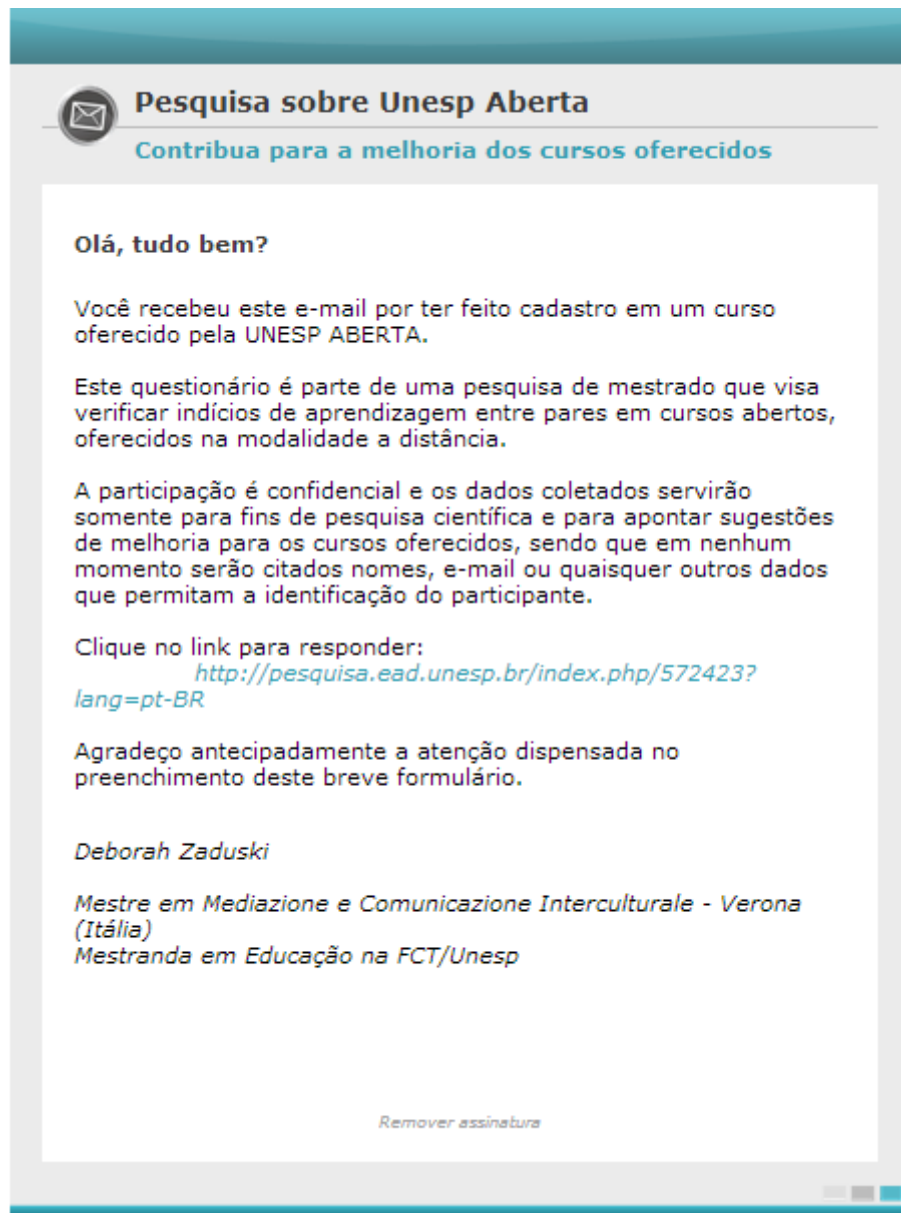 Pesquisa sobre Unesp Aberta
Contribua para a melhoria dos cursos oferecidos
Olá, tudo bem?
Você recebeu este e-mail por ter feito cadastro em um curso
oferecido pela UNESP ABERTA.
Este questionário é parte de uma pesquisa de mestrado que visa
verificar indícios de aprendizagem entre pares em cursos abertos,
oferecidos na modalidade a distância.
A participação é confidencial e os dados coletados servirão
somente para fins de pesquisa científica e para apontar sugestões
de melhoria para os cursos oferecidos, sendo que em nenhum
momento serão citados nomes, e-mail ou quaisquer outros dados
que permitam a identificação do participante.
Clique no link para responder:
http://pesquisa.ead.unesp.br/index.php/572423?
lang=pt-BR
Agradeço antecipadamente a atenção dispensada no
preenchimento deste breve formulário.
Deborah Zaduski
Mestre em Mediazione e Comunicazione Interculturale - Verona
(Itália)
Mestranda em Educação na FCT/Unesp
Remover assinatura